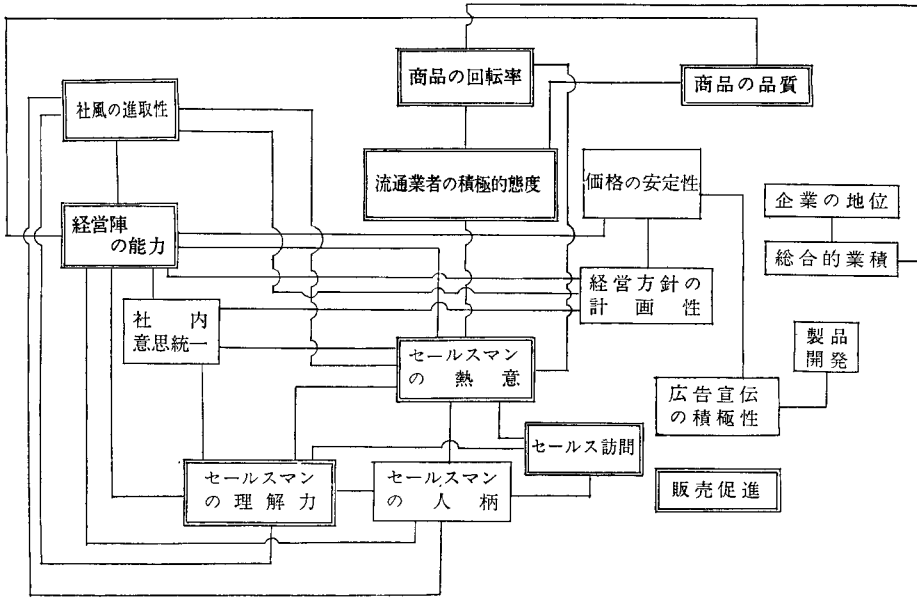 商品の回転率
商品の品質
社風の進取性
流通業者の積極的態度
価格の安定性
企業の地位
経営陣
の能力
総合的業積
経営方針の
計画性
社内
意思統一
製品
開発
セールスマン
の熱意
広告宣伝
の積極性
セールス訪問
セールスマン
の理解力
セールスマン
の人柄
販売促進